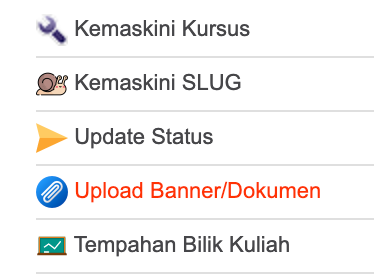 Kemaskini Kursus
Kemaskini SLUG
Update Status
Upload Banner/Dokumen
Tempahan Bilik Kuliah